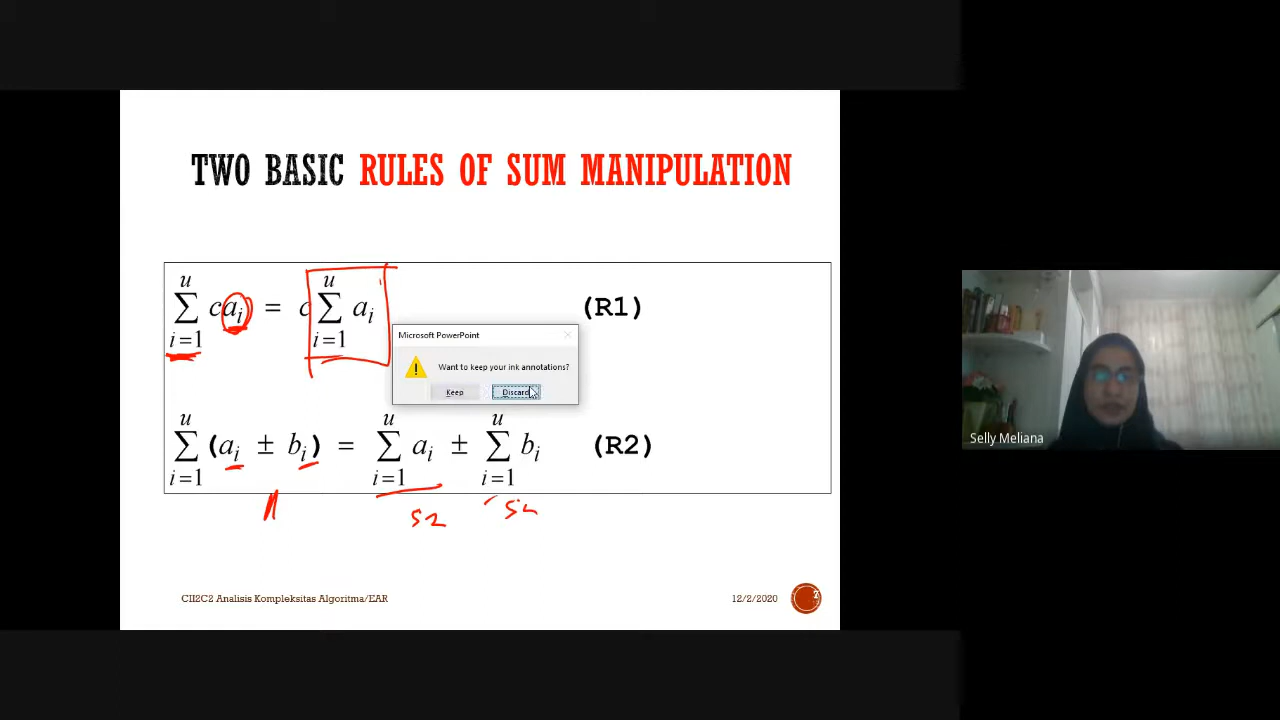 TWO BASIC RULES OF SUM MANIPULATION
u u
∑ ca_i = c ∑ a_i (R1)
i=1 i=1
Microsoft PowerPoint
Want to keep your ink annotations?
Keep Discard
u u u
∑ (a_i ± b_i) = ∑ a_i ± ∑ b_i (R2)
i=1 i=1 i=1
S2
CII2C2 Analisis Kompleksitas Algoritma/EAR 12/2/2020
Selly Meliana